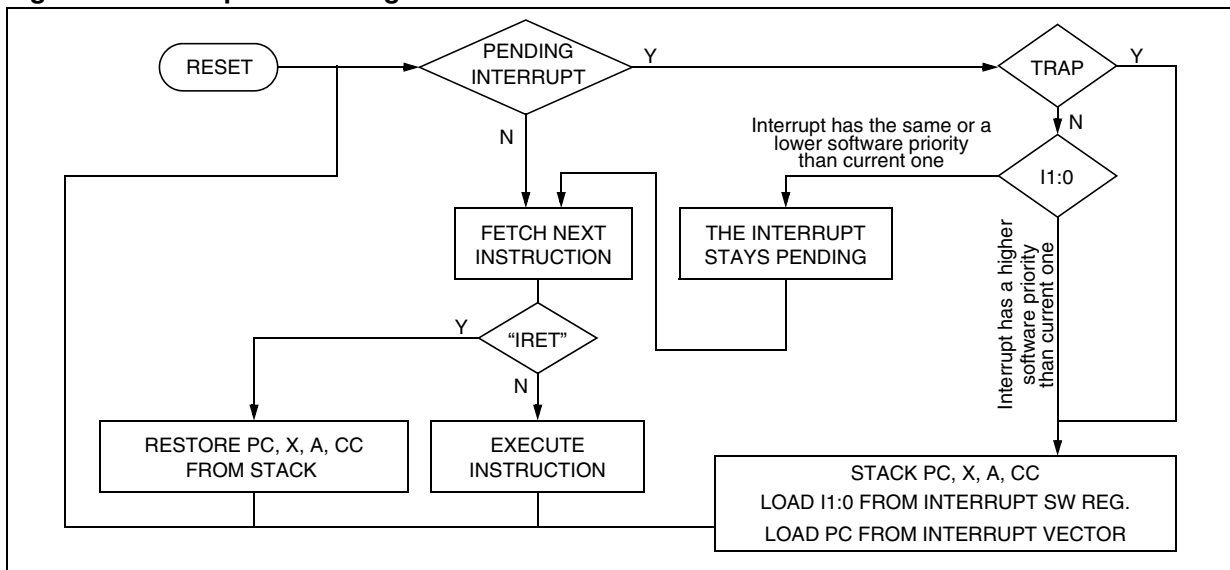 RESET
PENDING
INTERRUPT
Y
TRAP
Y
N
N
Interrupt has the same or a
lower software priority
than current one
I1:0
FETCH NEXT
INSTRUCTION
THE INTERRUPT
STAYS PENDING
Interrupt has a higher
software priority
than current one
Y
“IRET”
N
RESTORE PC, X, A, CC
FROM STACK
EXECUTE
INSTRUCTION
STACK PC, X, A, CC
LOAD I1:0 FROM INTERRUPT SW REG.
LOAD PC FROM INTERRUPT VECTOR